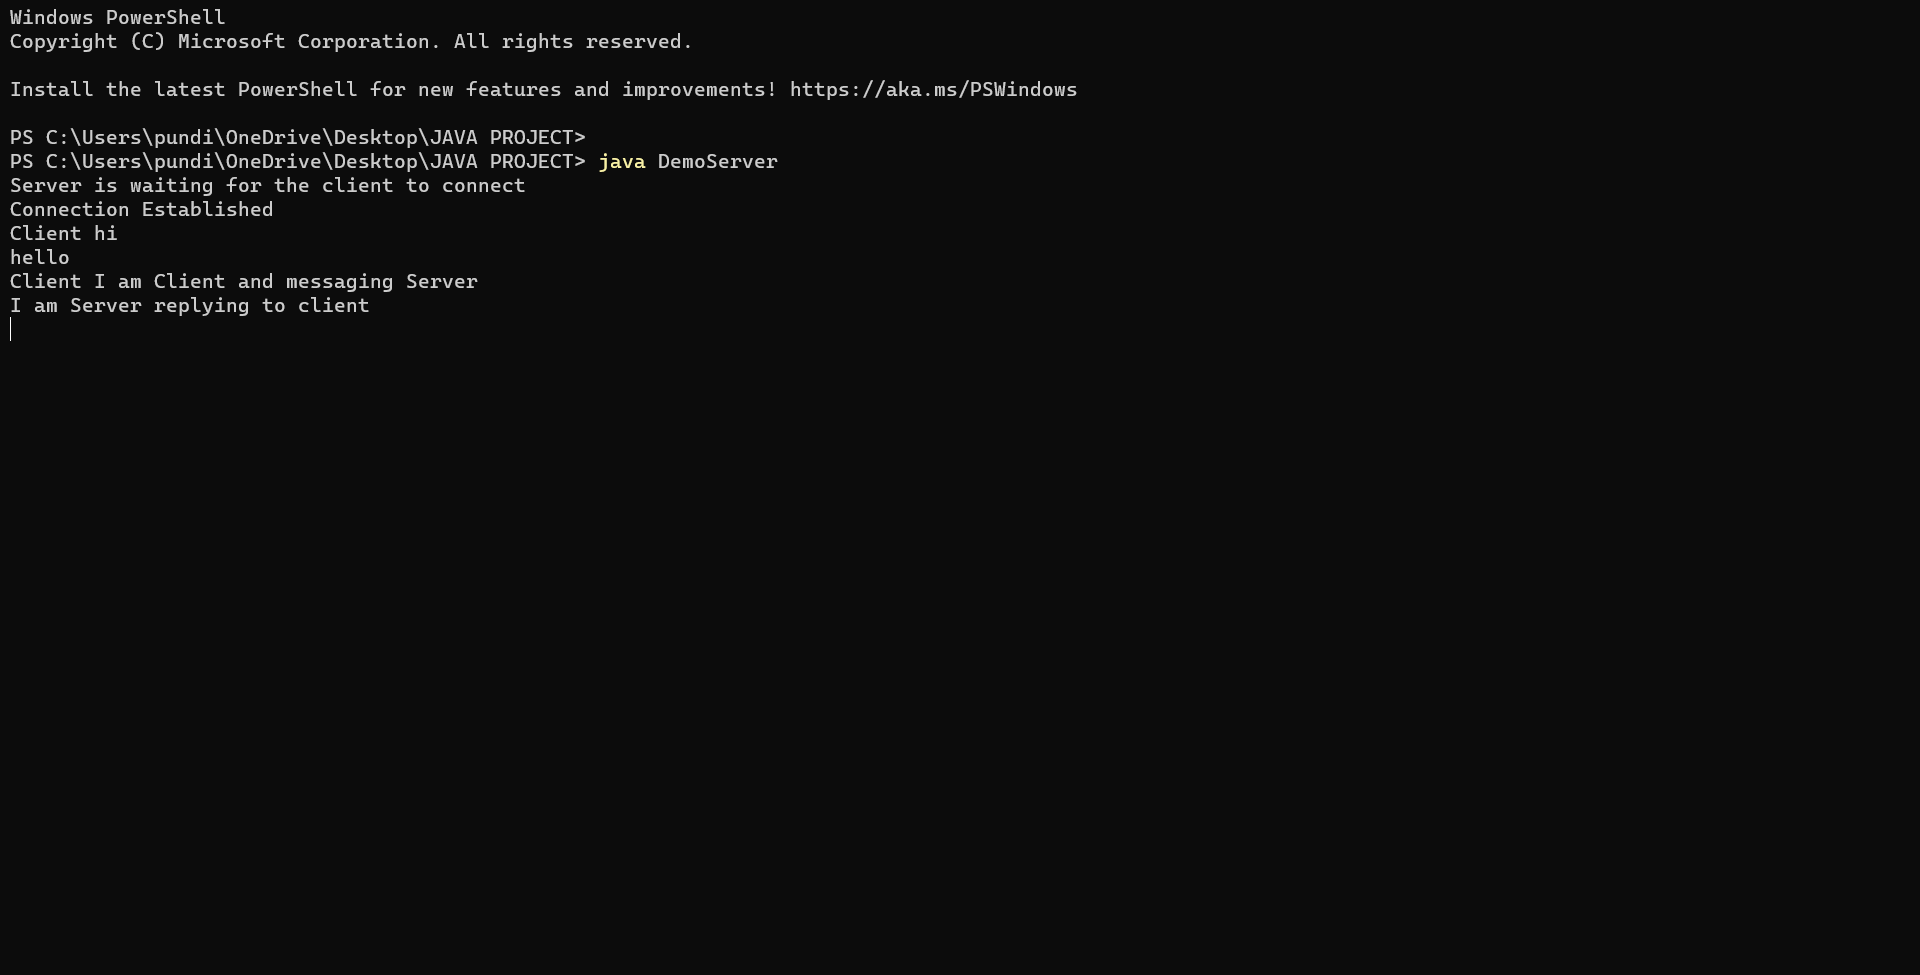 Windows PowerShell
Copyright (C) Microsoft Corporation. All rights reserved.
Install the latest PowerShell for new features and improvements! https://aka.ms/PSWindows
PS C:\Users\pundi\OneDrive\Desktop\JAVA PROJECT>
PS C:\Users\pundi\OneDrive\Desktop\JAVA PROJECT> java DemoServer
Server is waiting for the client to connect
Connection Established
Client hi
hello
Client I am Client and messaging Server
I am Server replying to client